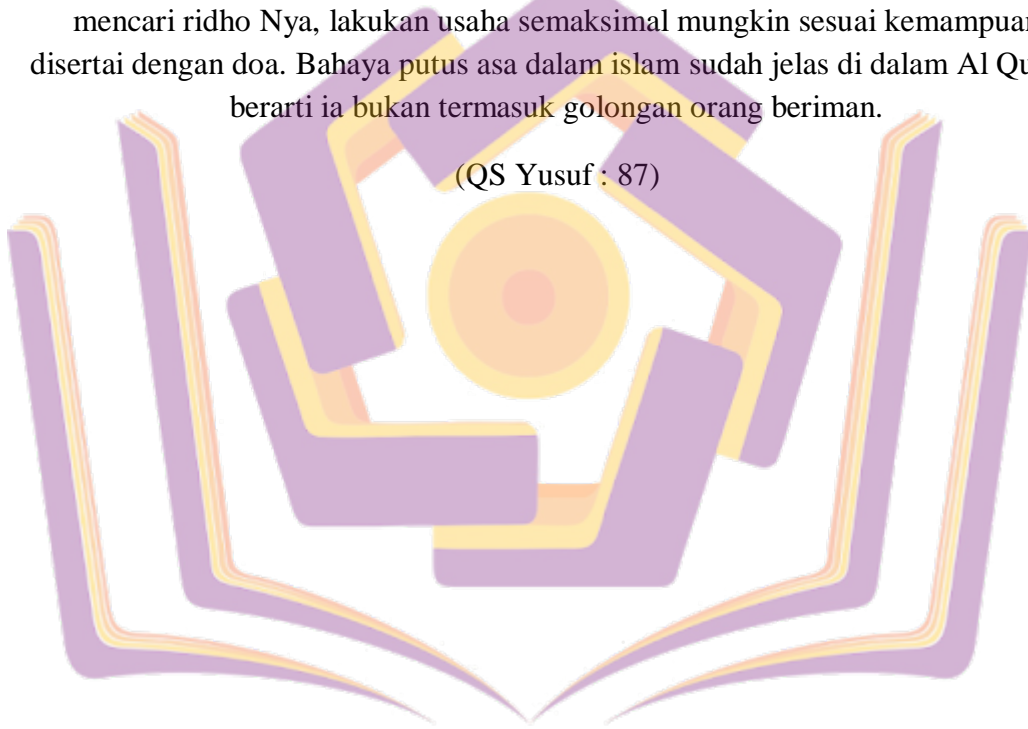 mencari ridho Nya, lakukan usaha semaksimal mungkin sesuai
disertai dengan doa. Bahaya putus asa dalam islam sudah jelas di dalam Al
berarti ia bukan termasuk golongan orang beriman.
(QS Yusuf : 87)